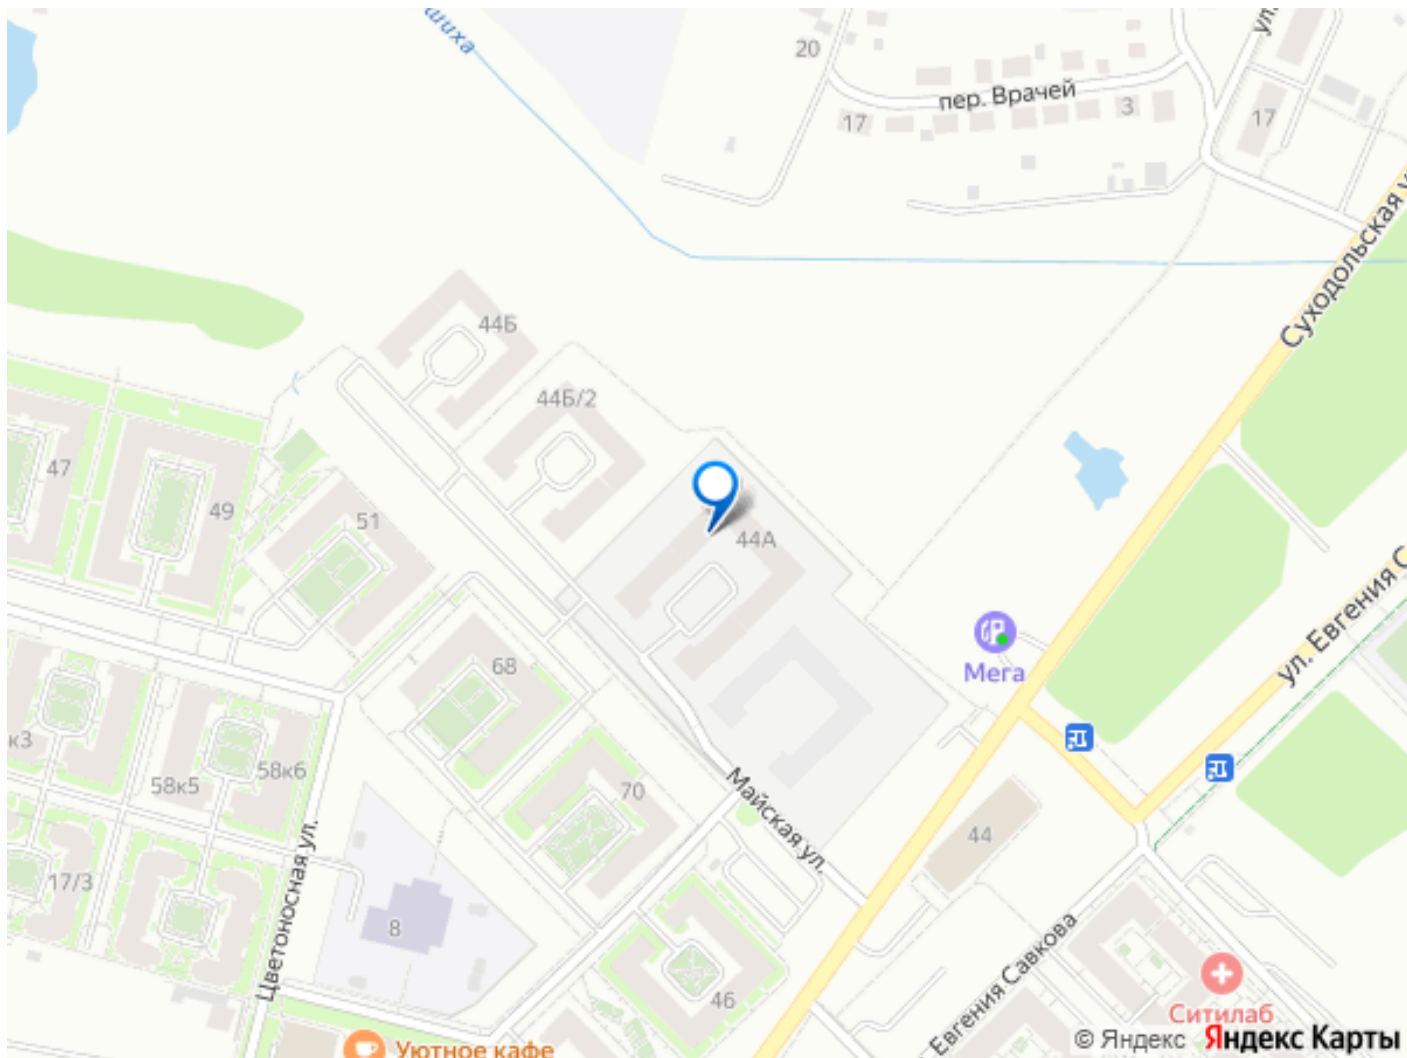 шиха
20
ул.
пер. Врачей
17
3
17
Суходольская у
44Б
44Б/2
47
49
51
44А
ул. Евгения С
Мега
68
к3
58к5
58к6
70
Майская ул.
44
17/3
Цветоносная ул.
8
46
Евгения Савкова
Ситилаб
Уютное кафе
© Яндекс Яндекс Карты